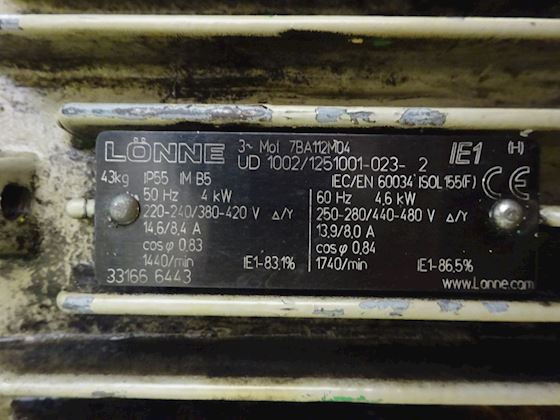 LÖNNE 3~ Mot 7BA112M04 IE1 (H)
UD 1002/1251001-023- 2
43kg IP55 IM B5 IEC/EN 60034 ISOL 155(F) CE
50 Hz 4 kW 60 Hz 4,6 kW
220-240/380-420 V Δ/Y 250-280/440-480 V Δ/Y
14,6/8,4 A 13,9/8,0 A
cos φ 0,83 cos φ 0,84
1440/min IE1-83,1% 1740/min IE1-86,5%
33166 6443 www.Lonne.com